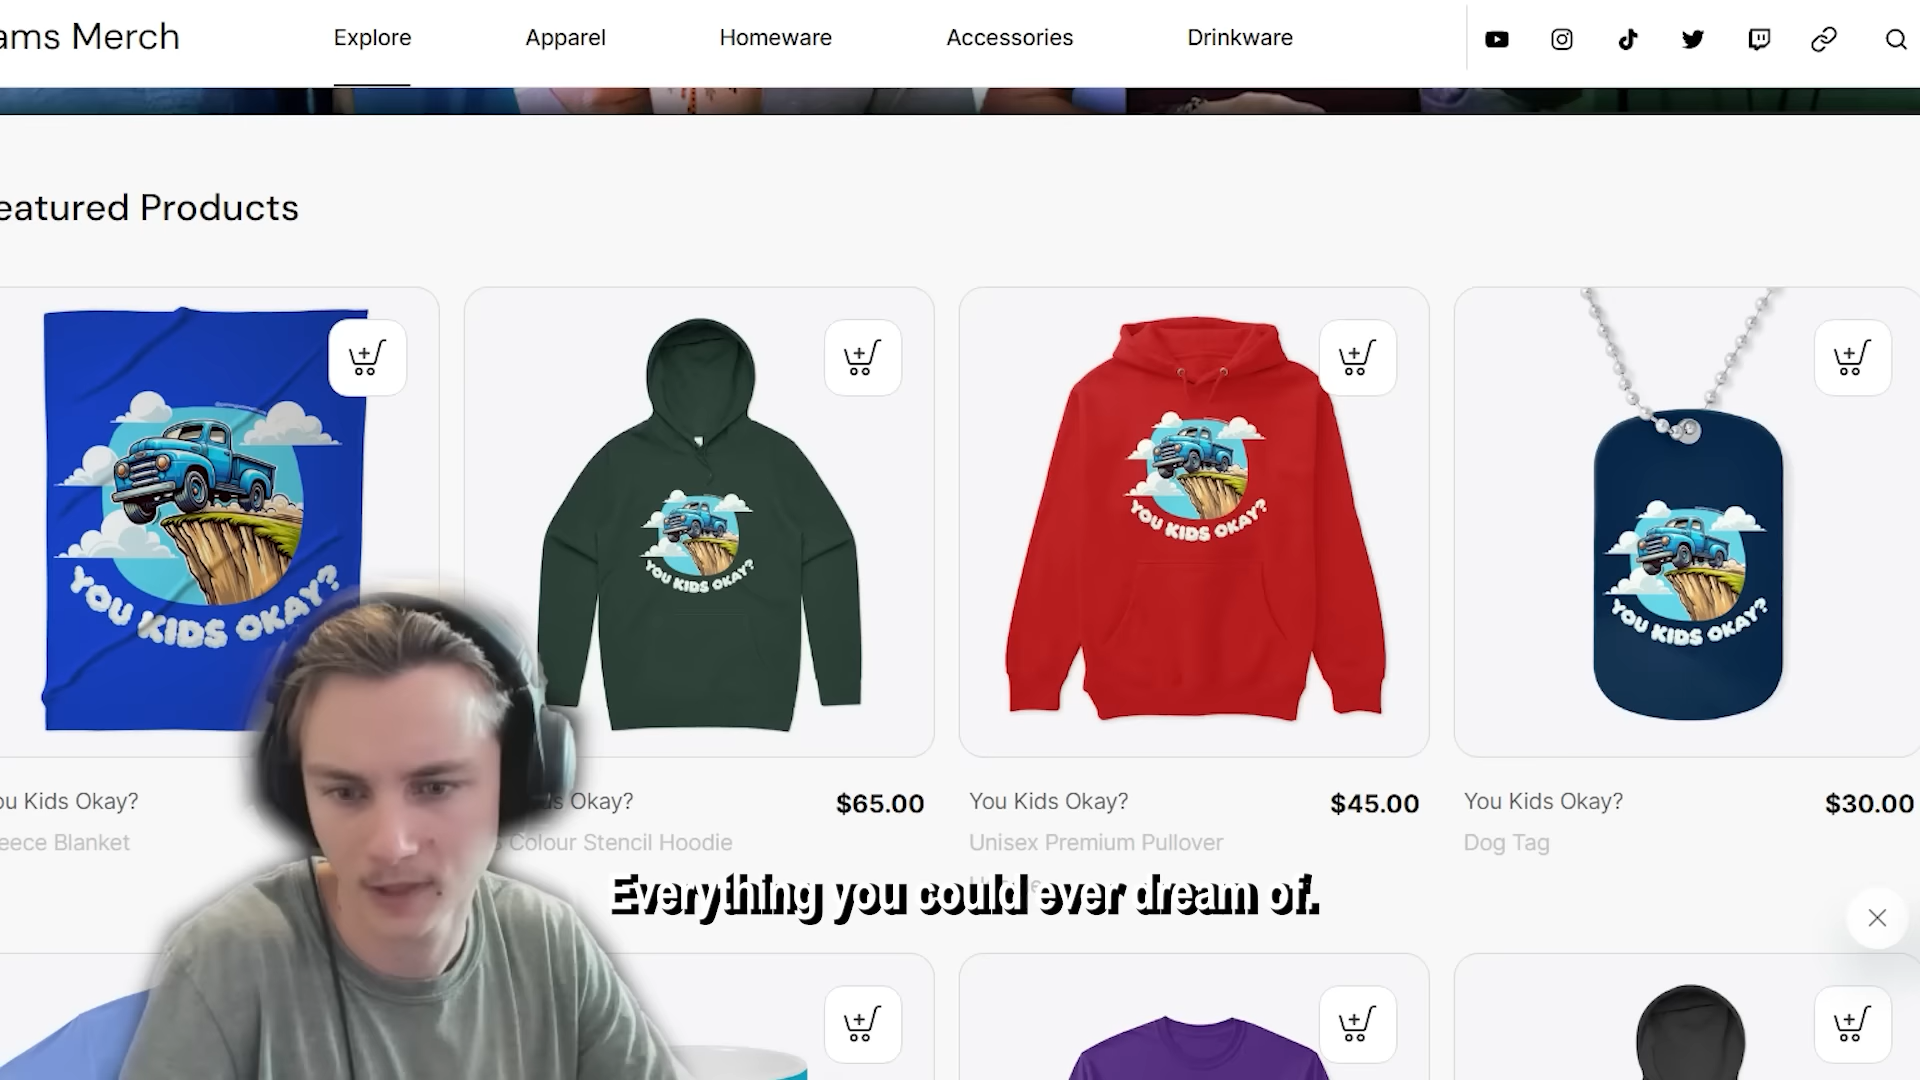 ams Merch
Explore
Apparel
Homeware
Accessories
Drinkware
eatured Products
YOU KIDS OKAY?
YOU KIDS OKAY?
YOU KIDS OKAY?
YOU KIDS OKAY?
ou Kids Okay?
eece Blanket
s Okay?
$65.00
Colour Stencil Hoodie
You Kids Okay?
$45.00
Unisex Premium Pullover
You Kids Okay?
$30.00
Dog Tag
Everything you could ever dream of.